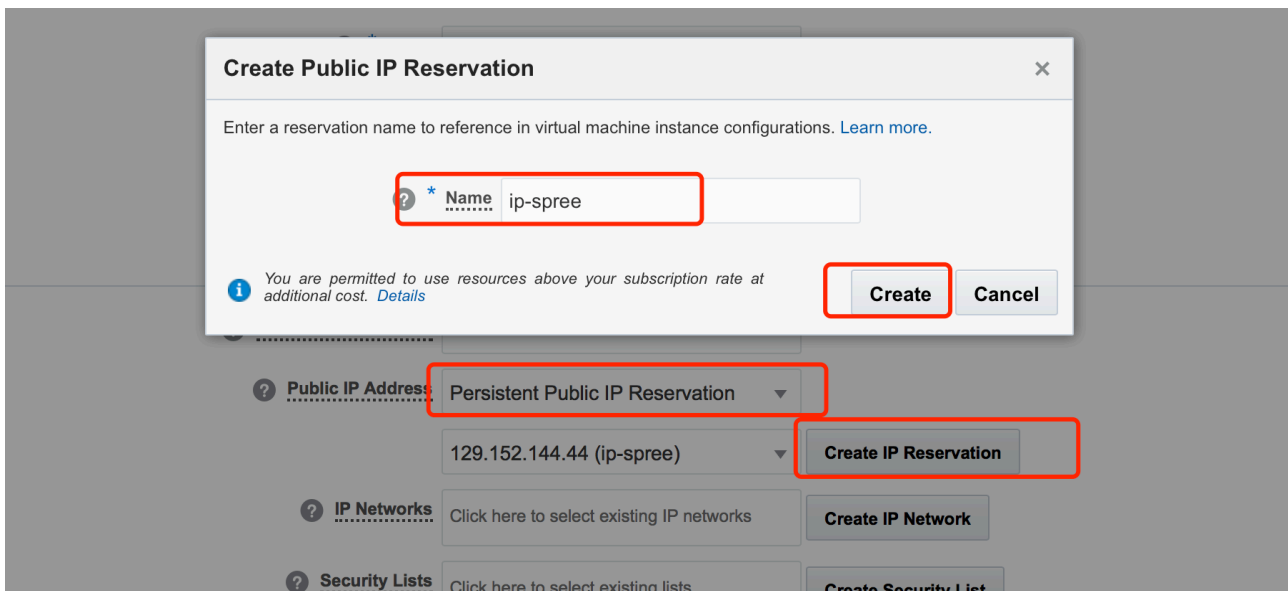 *
Create Public IP Reservation ×
Enter a reservation name to reference in virtual machine instance configurations. Learn more.
? * Name ip-spree
i You are permitted to use resources above your subscription rate at
additional cost. Details
Create Cancel
? Public IP Address Persistent Public IP Reservation
129.152.144.44 (ip-spree) Create IP Reservation
? IP Networks Click here to select existing IP networks Create IP Network
? Security Lists Click here to select existing lists Create Security List